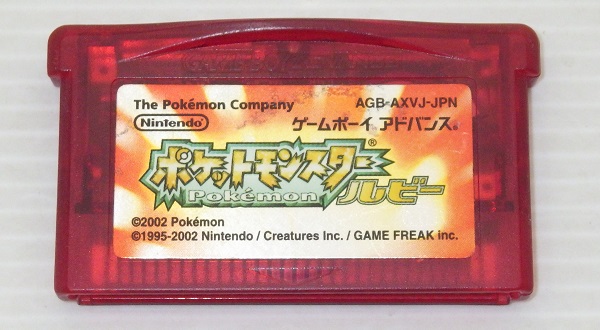 The Pokémon Company AGB-AXVJ-JPN
Nintendo ゲームボーイ アドバンス®
ポケットモンスター®
Pokémon ルビー
©2002 Pokémon
©1995-2002 Nintendo / Creatures Inc. / GAME FREAK inc.